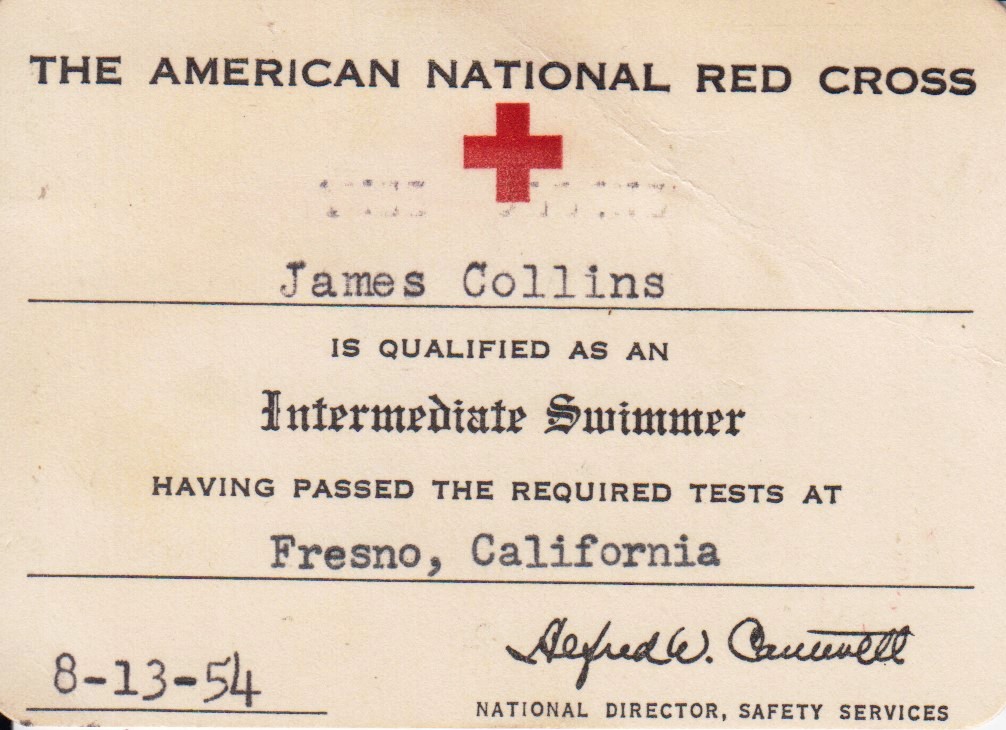 THE AMERICAN NATIONAL RED CROSS
James Collins
IS QUALIFIED AS AN
Intermediate Swimmer
HAVING PASSED THE REQUIRED TESTS AT
Fresno, California
8-13-54
Alfred W. Cantwell
NATIONAL DIRECTOR, SAFETY SERVICES